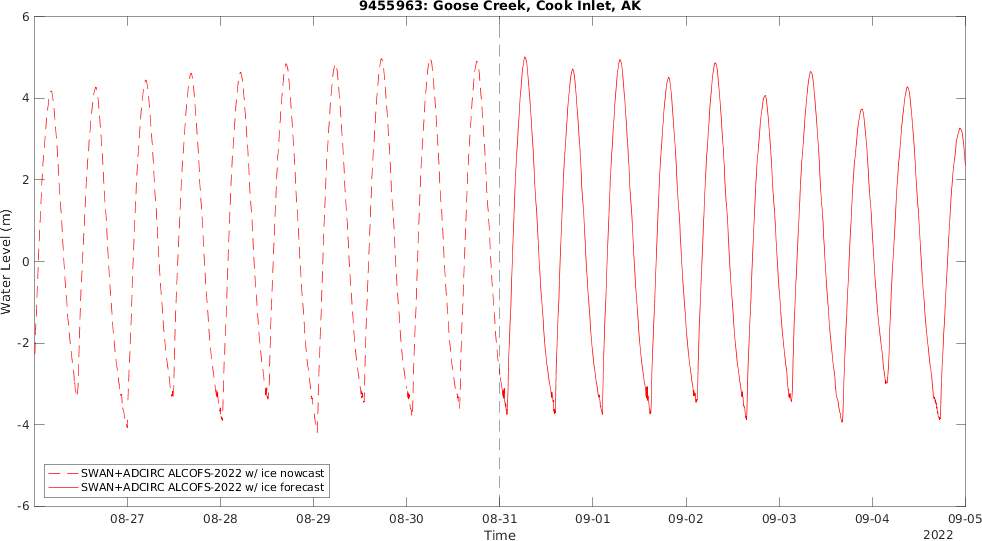 9455963: Goose Creek, Cook Inlet, AK
6
4
2
0
-2
-4
-6
Water Level (m)
SWAN+ADCIRC ALCOFS-2022 w/ ice nowcast
SWAN+ADCIRC ALCOFS-2022 w/ ice forecast
08-27 08-28 08-29 08-30 08-31 09-01 09-02 09-03 09-04 09-05
Time
2022